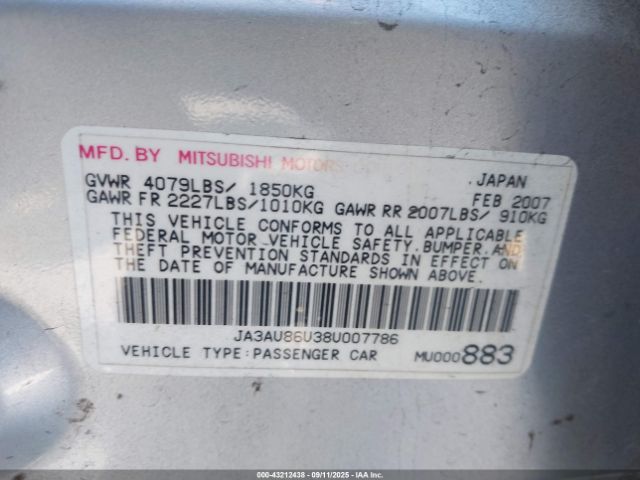 MFD. BY MITSUBISHI MOTORS JAPAN
GVWR 4079LBS/ 1850KG FEB 2007
GAWR FR 2227LBS/1010KG GAWR RR 2007LBS/ 910KG
THIS VEHICLE CONFORMS TO ALL APPLICABLE
FEDERAL MOTOR VEHICLE SAFETY.BUMPER.AND
THEFT PREVENTION STANDARDS IN EFFECT ON
THE DATE OF MANUFACTURE SHOWN ABOVE.
JA3AU86U38U007786
VEHICLE TYPE:PASSENGER CAR MU000883
000-43212438 - 09/11/2025 - IAAI.COM